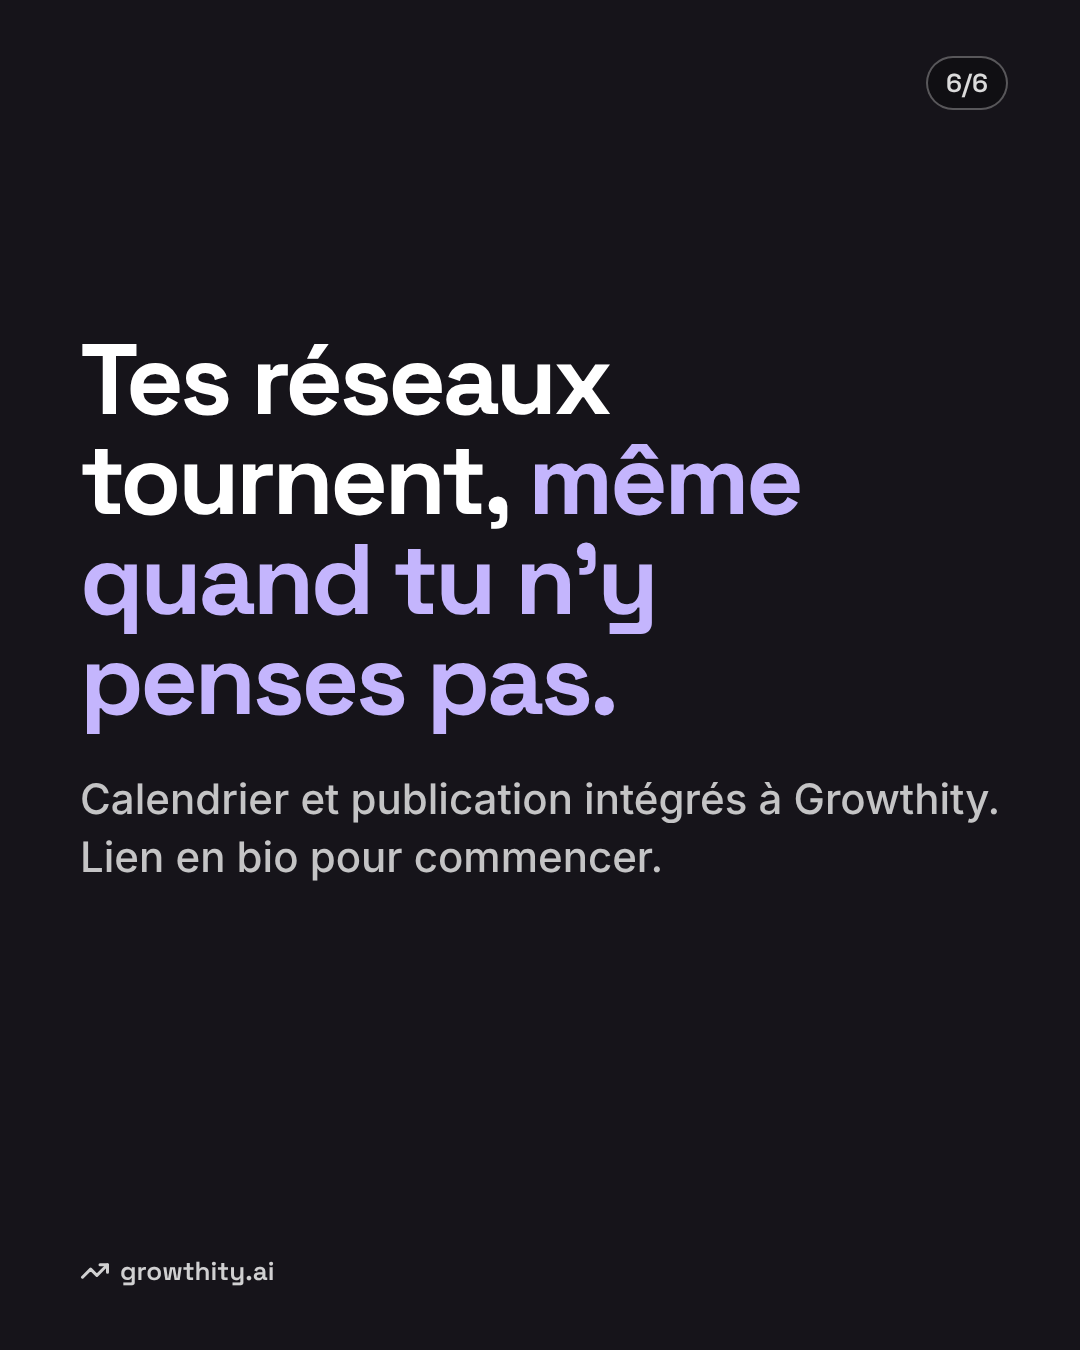 6/6
Tes réseaux
tournent, même
quand tu n’y
penses pas.
Calendrier et publication intégrés à Growthity.
Lien en bio pour commencer.
growthity.ai